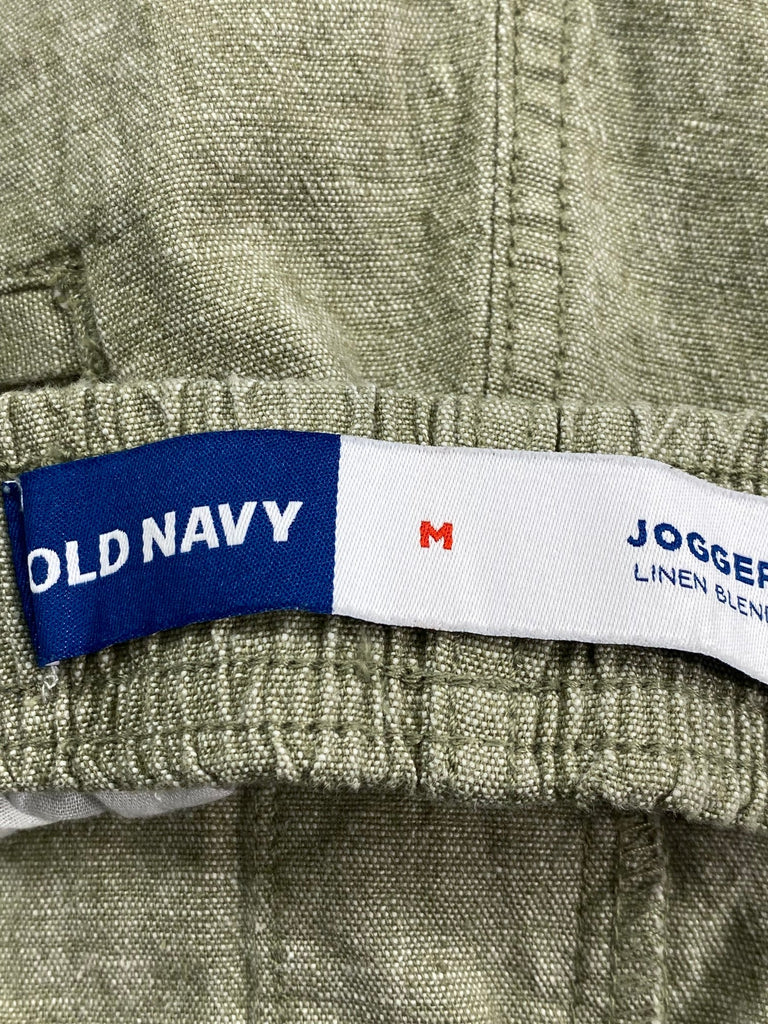 OLD NAVY
M
JOGGER
LINEN BLEND